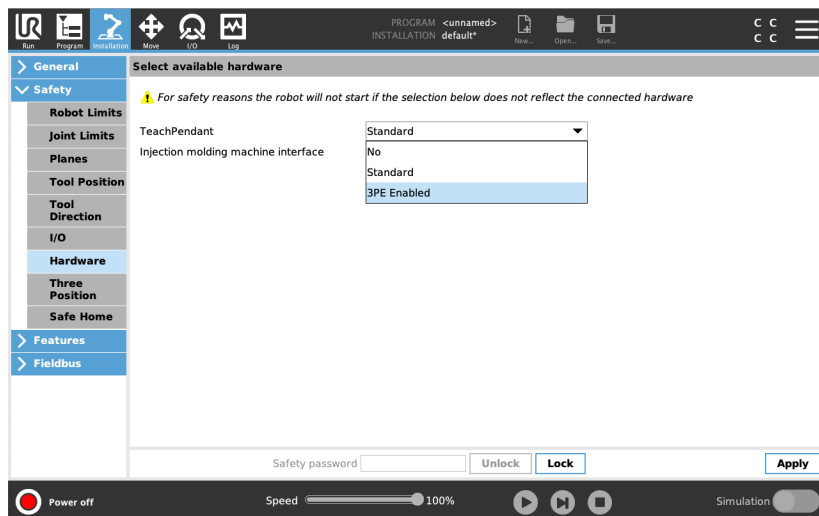 UR
PROGRAM <unnamed>
INSTALLATION default*
Run Program Installation Move I/O Log New... Open... Save...
C C
C C
General
Safety
Robot Limits
Joint Limits
Planes
Tool Position
Tool
Direction
I/O
Hardware
Three
Position
Safe Home
Features
Fieldbus
Select available hardware
For safety reasons the robot will not start if the selection below does not reflect the connected hardware
TeachPendant Standard
Injection molding machine interface No
Standard
3PE Enabled
Safety password Unlock Lock Apply
Power off Speed 100% Simulation